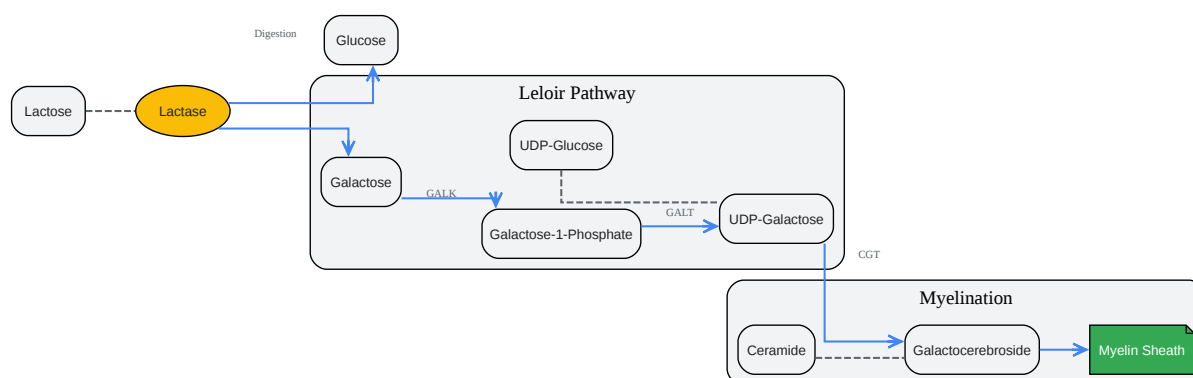 Digestion
Glucose
Lactose
Lactase
Leloir Pathway
UDP-Glucose
Galactose
GALK
Galactose-1-Phosphate
GALT
UDP-Galactose
CGT
Myelination
Ceramide
Galactocerebroside
Myelin Sheath